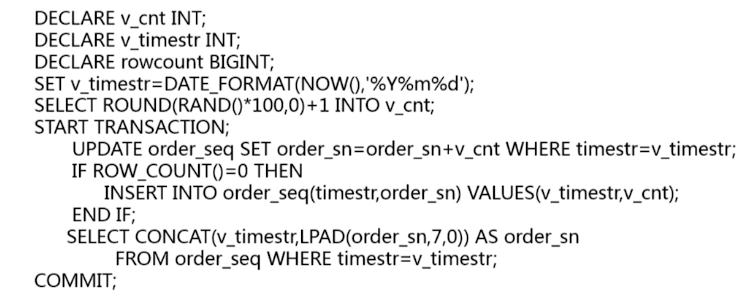 DECLARE v_cnt INT;
DECLARE v_timestr INT;
DECLARE rowcount BIGINT;
SET v_timestr=DATE_FORMAT(NOW(),'%Y%m%d');
SELECT ROUND(RAND()*100,0)+1 INTO v_cnt;
START TRANSACTION;
UPDATE order_seq SET order_sn=order_sn+v_cnt WHERE timestr=v_timestr;
IF ROW_COUNT()=0 THEN
INSERT INTO order_seq(timestr,order_sn) VALUES(v_timestr,v_cnt);
END IF;
SELECT CONCAT(v_timestr,LPAD(order_sn,7,0)) AS order_sn
FROM order_seq WHERE timestr=v_timestr;
COMMIT;